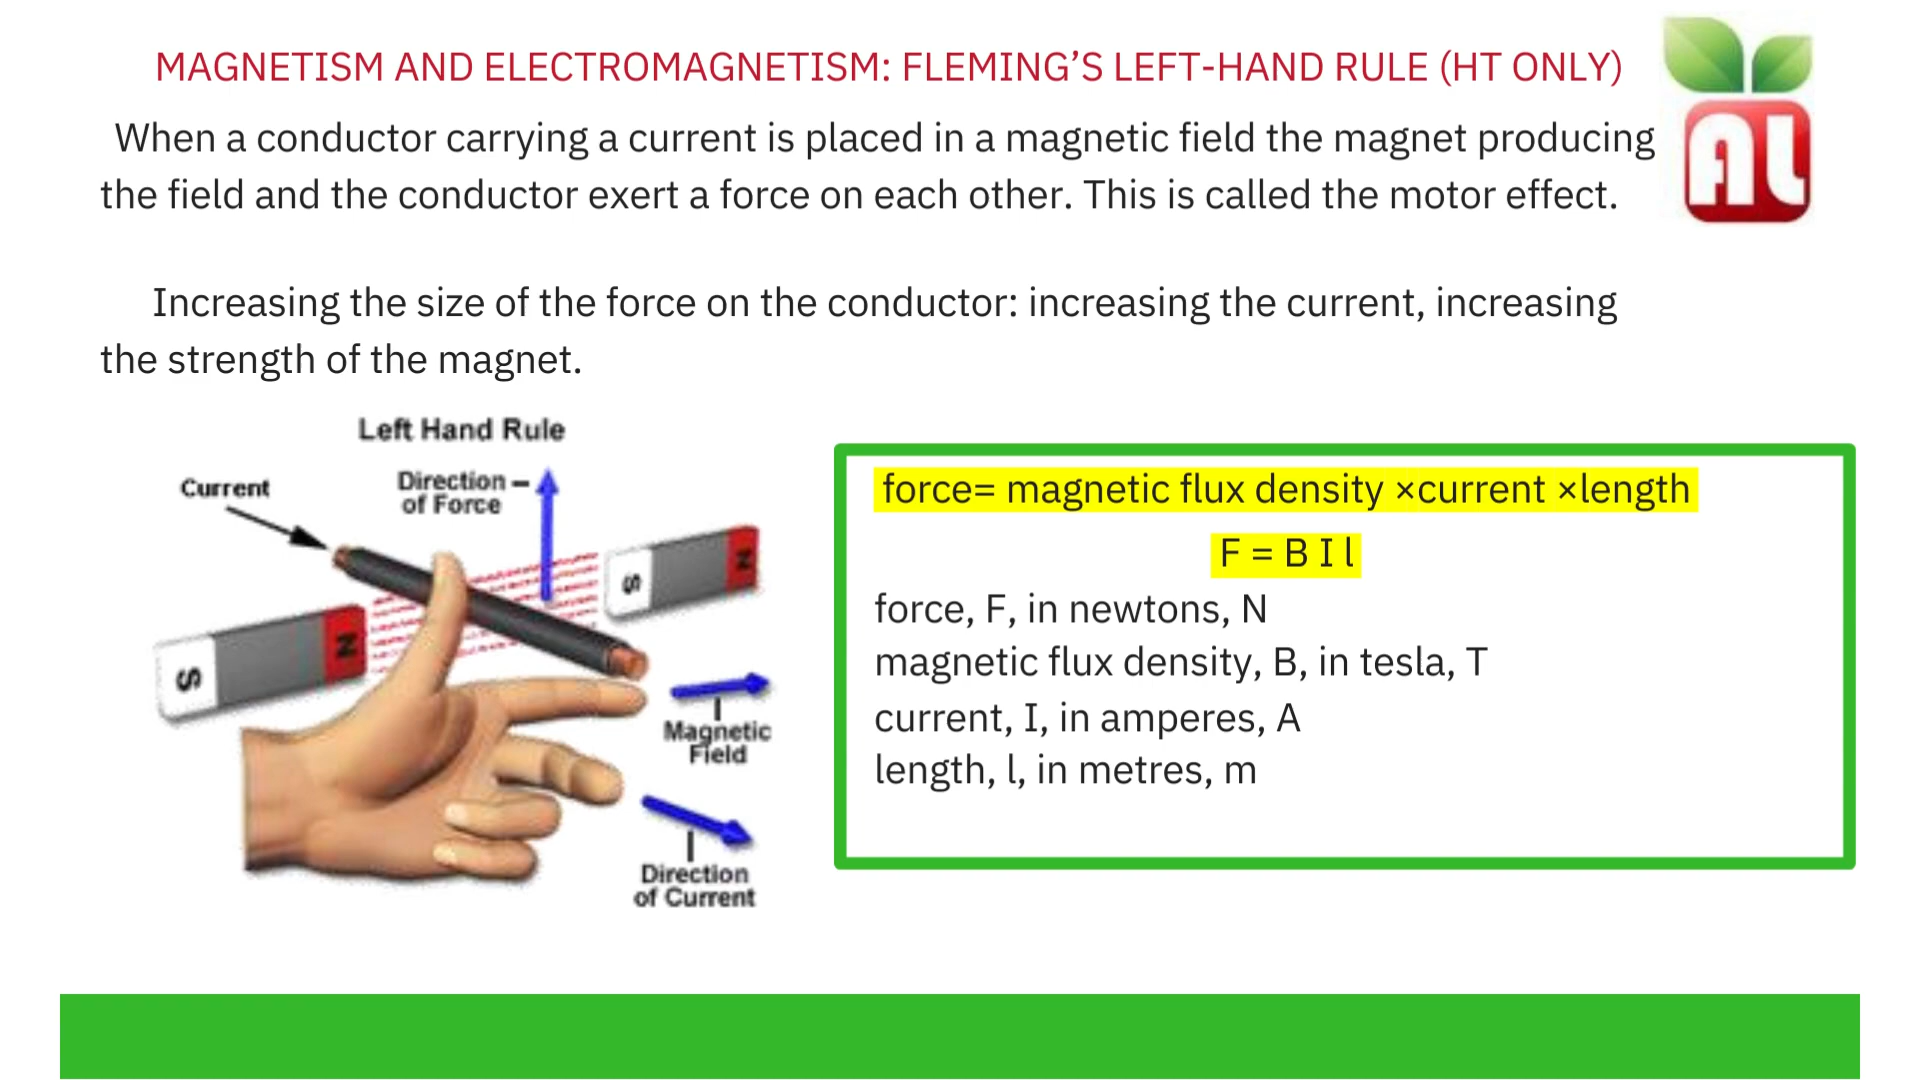 MAGNETISM AND ELECTROMAGNETISM: FLEMING’S LEFT-HAND RULE (HT ONLY)
AL
When a conductor carrying a current is placed in a magnetic field the magnet producing
the field and the conductor exert a force on each other. This is called the motor effect.
Increasing the size of the force on the conductor: increasing the current, increasing
the strength of the magnet.
Left Hand Rule
Current
Direction
of Force
N
S
N
S
Magnetic
Field
Direction
of Current
force= magnetic flux density ×current ×length
F = B I l
force, F, in newtons, N
magnetic flux density, B, in tesla, T
current, I, in amperes, A
length, l, in metres, m